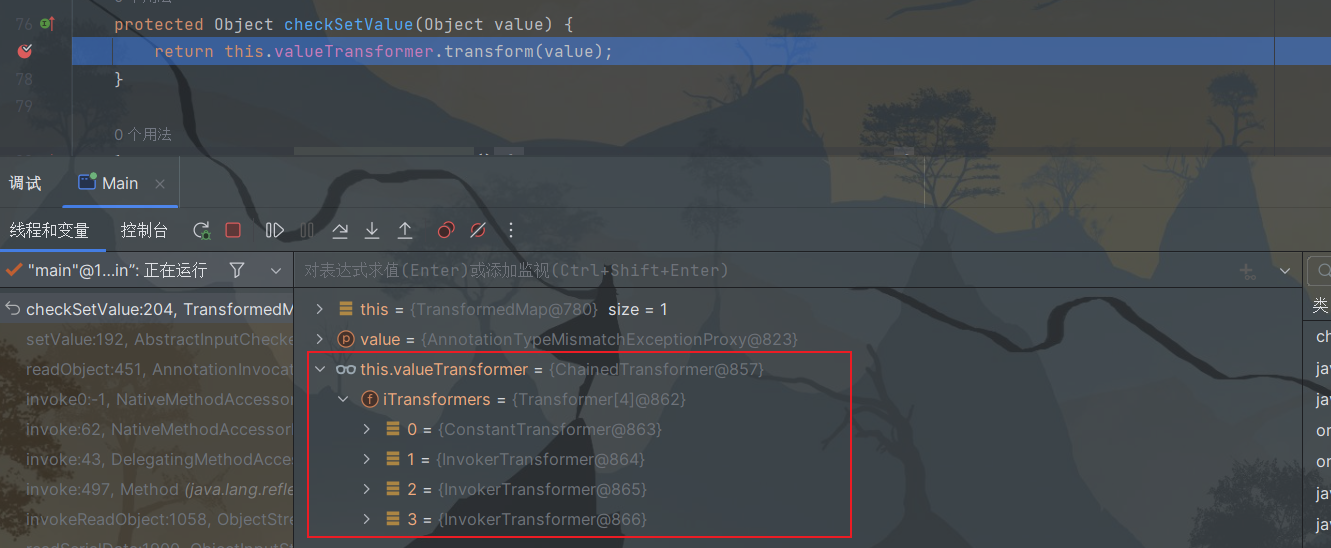 76 protected Object checkSetValue(Object value) {
return this.valueTransformer.transform(value);
78 }
79
0 个用法
调试 Main
线程和变量 控制台
"main"@1...in": 正在运行
对表达式求值(Enter)或添加监视(Ctrl+Shift+Enter)
checkSetValue:204, TransformedM
setValue:192, AbstractInputChecke
readObject:451, AnnotationInvocat
invoke0:-1, NativeMethodAccessor
invoke:62, NativeMethodAccessor
invoke:43, DelegatingMethodAcce
invoke:497, Method (java.lang.refle
invokeReadObject:1058, ObjectStre
this = {TransformedMap@780} size = 1
value = {AnnotationTypeMismatchExceptionProxy@823}
this.valueTransformer = {ChainedTransformer@857}
iTransformers = {Transformer[4]@862}
0 = {ConstantTransformer@863}
1 = {InvokerTransformer@864}
2 = {InvokerTransformer@865}
3 = {InvokerTransformer@866}
类
ch
jav
jav
or
or
jav
jav